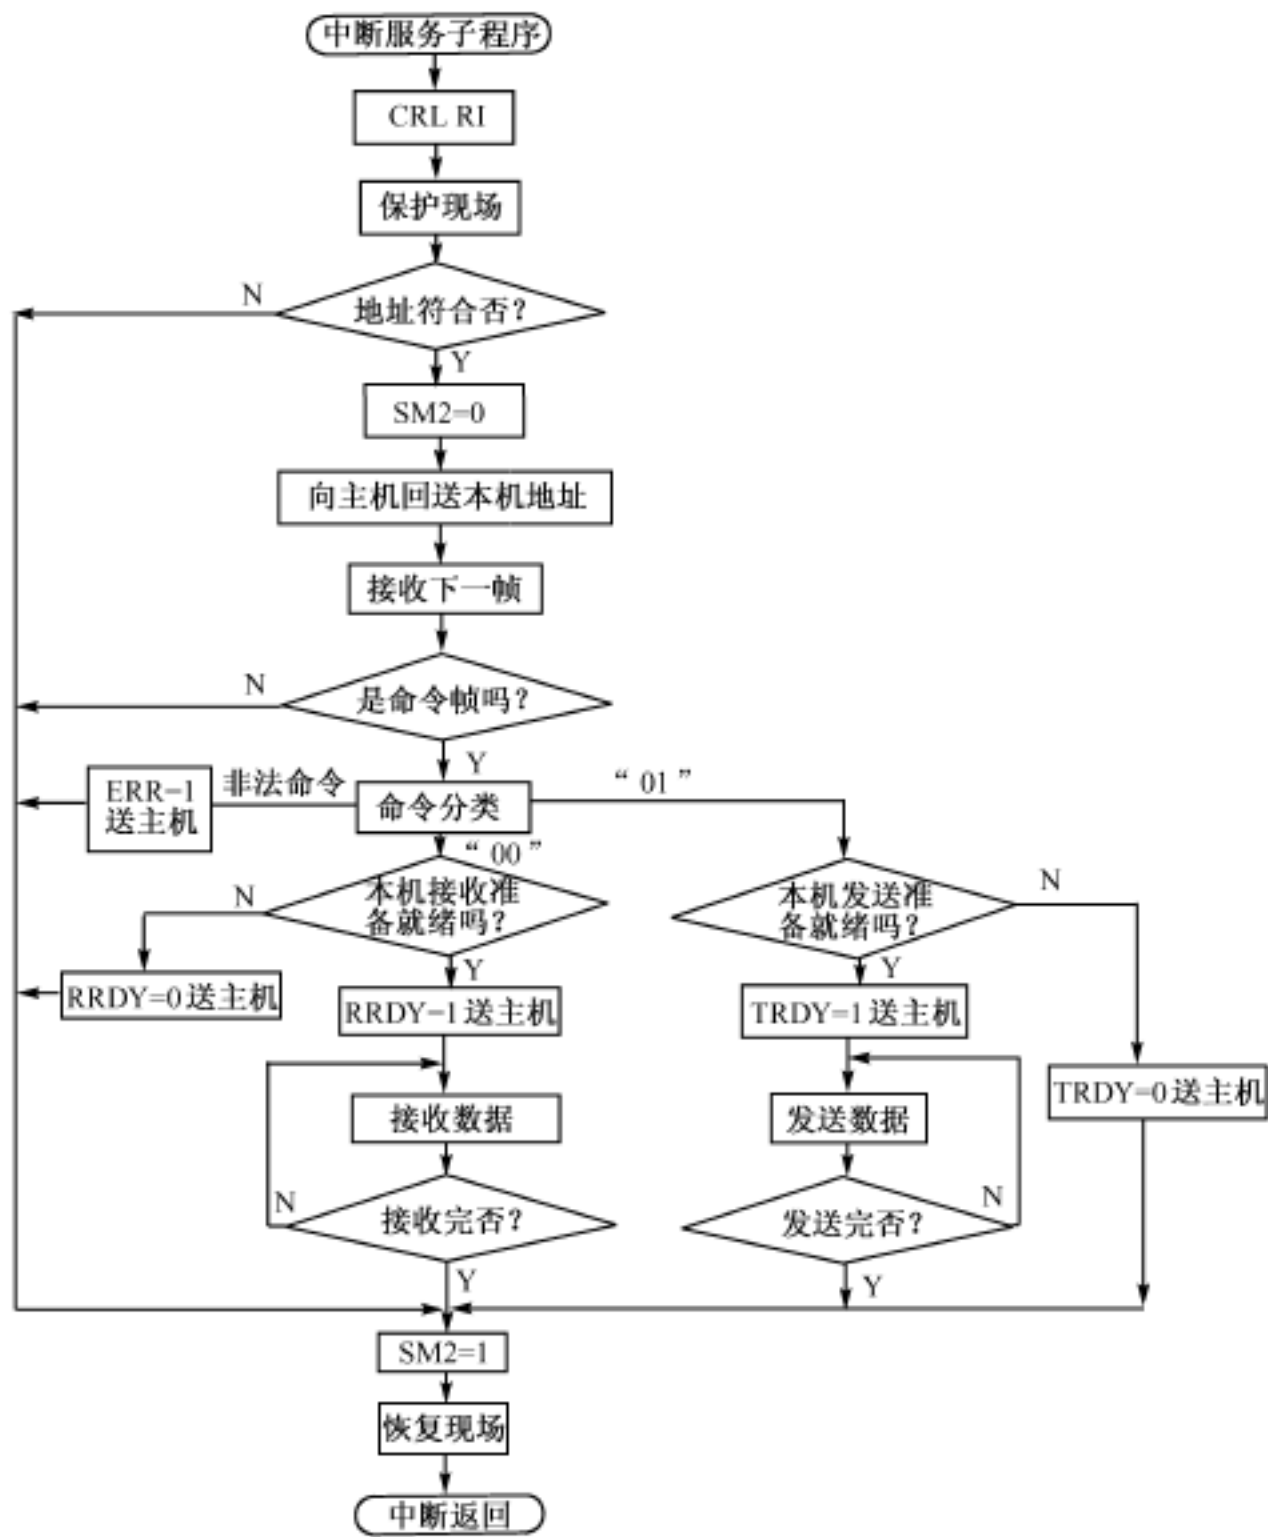 中断服务子程序
CRL RI
保护现场
N
地址符合否?
Y
SM2=0
向主机回送本机地址
接收下一帧
N
是命令帧吗?
Y
ERR-1
送主机
非法命令
命令分类
“01”
“00”
N
本机接收准
备就绪吗?
本机发送准
备就绪吗?
N
Y
Y
RRDY=0送主机
RRDY-1送主机
TRDY=1送主机
TRDY=0送主机
接收数据
发送数据
N
接收完否?
发送完否?
N
Y
Y
SM2=1
恢复现场
中断返回